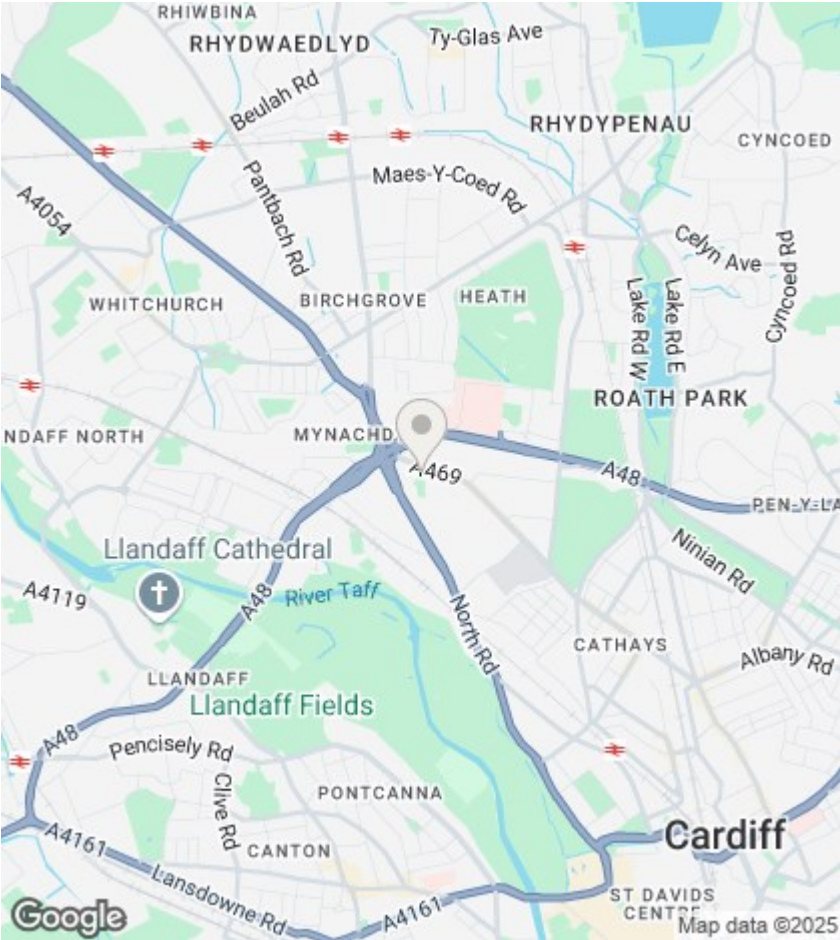 RHIWBINA
RHYDWAEDLYD
Ty-Glas Ave
Beulah Rd
RHYDYPENAU
CYNCOED
Maes-Y-Coed Rd
A4054
Pantbach Rd
Celyn Ave
Cyncoed Rd
WHITCHURCH
BIRCHGROVE
HEATH
Lake Rd W
Lake Rd E
ROATH PARK
NDAFF NORTH
MYNACHD
A469
A48
PEN-Y-LA
Llandaff Cathedral
Ninian Rd
A4119
A48
River Taff
North Rd
CATHAYS
Albany Rd
LLANDAFF
Llandaff Fields
A48
Pencisely Rd
Clive Rd
PONTCANNA
Cardiff
A4161
CANTON
Lansdowne Rd
A4161
ST DAVIDS
CENTRE
Google
Map data ©2025